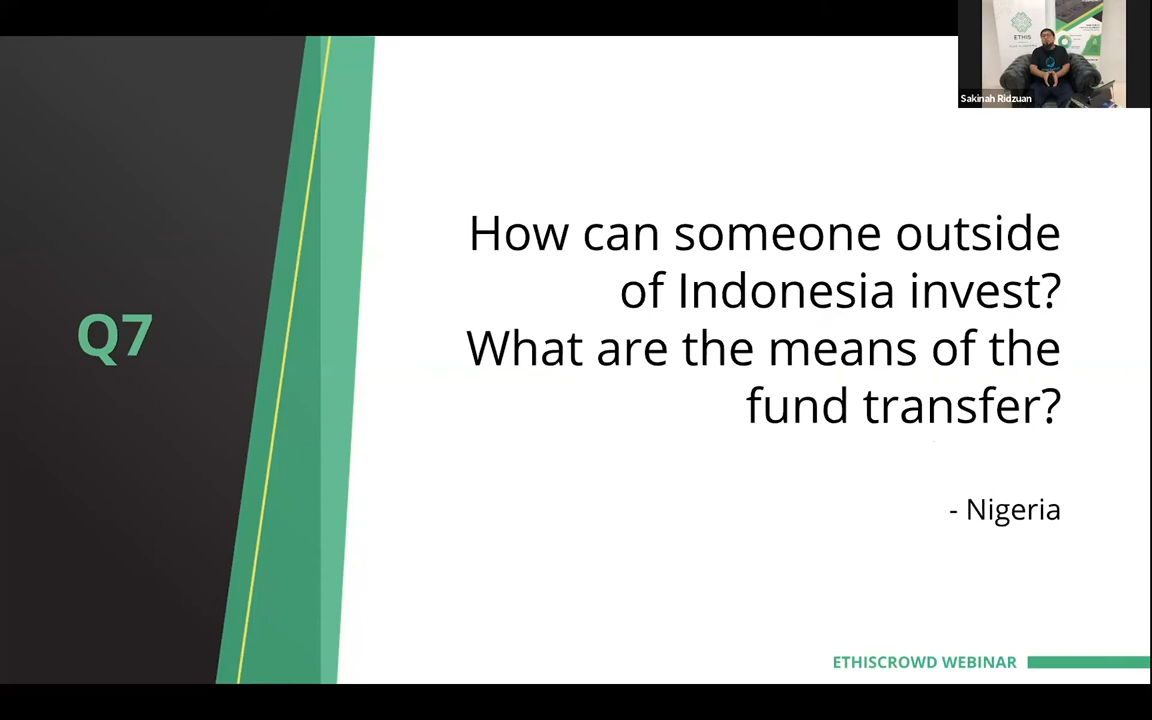 ETHIS
Sakinah Ridzuan
Q7
How can someone outside
of Indonesia invest?
What are the means of the
fund transfer?
- Nigeria
ETHISCROWD WEBINAR